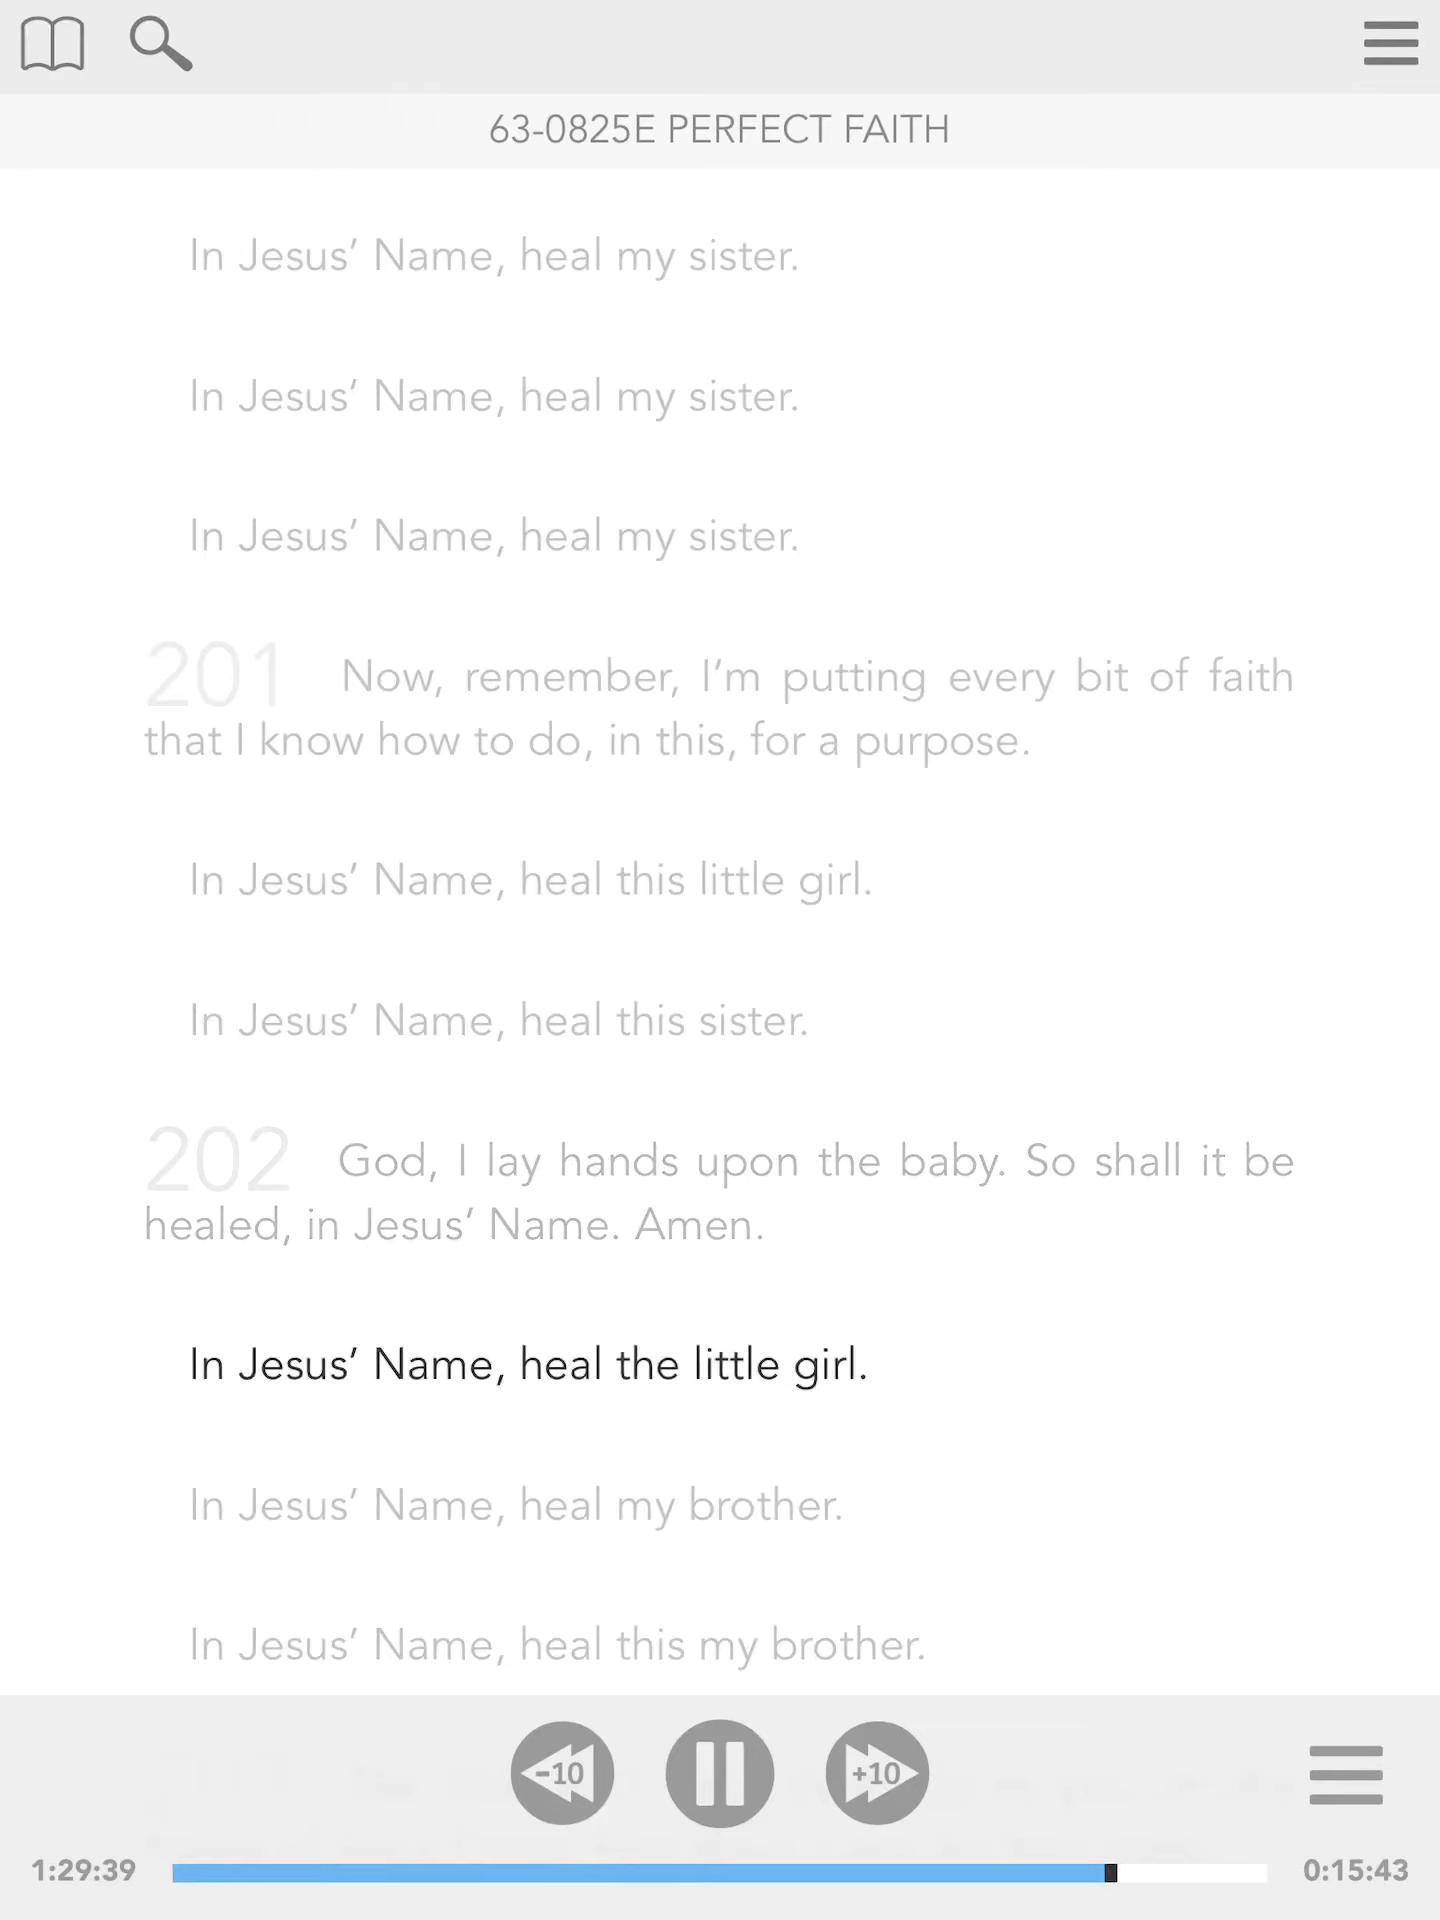 63-0825E PERFECT FAITH
In Jesus’ Name, heal my sister.
In Jesus’ Name, heal my sister.
In Jesus’ Name, heal my sister.
201 Now, remember, I’m putting every bit of faith
that I know how to do, in this, for a purpose.
In Jesus’ Name, heal this little girl.
In Jesus’ Name, heal this sister.
202 God, I lay hands upon the baby. So shall it be
healed, in Jesus’ Name. Amen.
In Jesus’ Name, heal the little girl.
In Jesus’ Name, heal my brother.
In Jesus’ Name, heal this my brother.
-10 +10
1:29:39 0:15:43